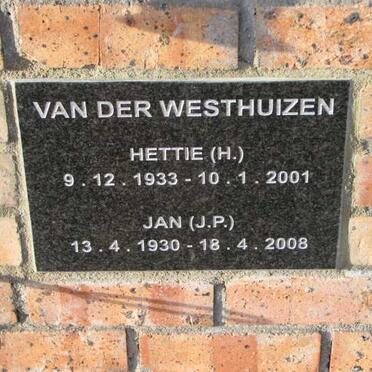 VAN DER WESTHUIZEN
HETTIE (H.)
9 . 12 . 1933 - 10 . 1 . 2001
JAN (J.P.)
13 . 4 . 1930 - 18 . 4 . 2008